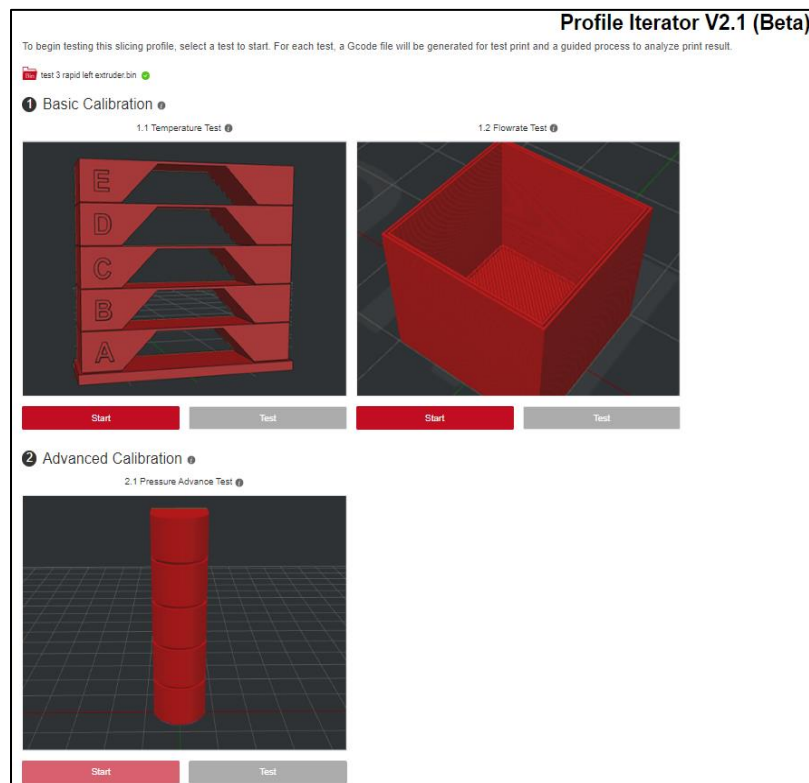 Profile Iterator V2.1 (Beta)
To begin testing this slicing profile, select a test to start. For each test, a Gcode file will be generated for test print and a guided process to analyze print result.
test 3 rapid left extruder.bin
1 Basic Calibration
1.1 Temperature Test
1.2 Flowrate Test
E
D
C
B
A
Start
Test
Start
Test
2 Advanced Calibration
2.1 Pressure Advance Test
Start
Test